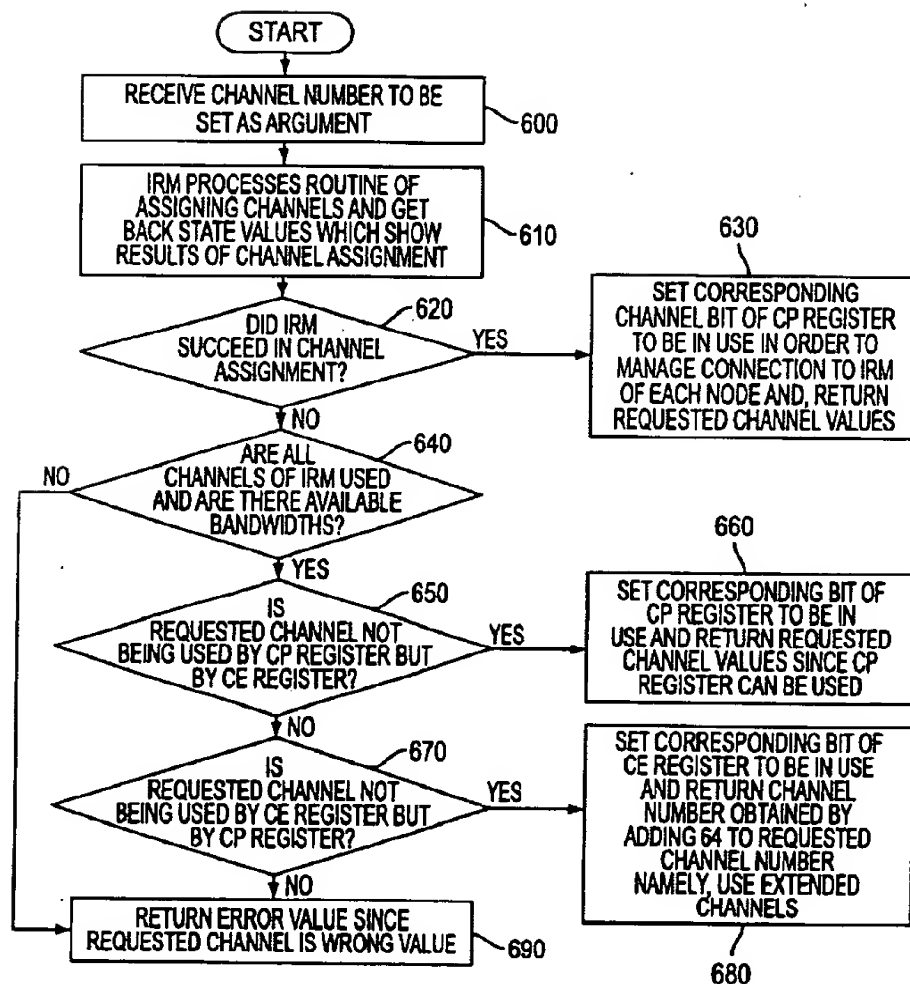 START
RECEIVE CHANNEL NUMBER TO BE
SET AS ARGUMENT
600
IRM PROCESSES ROUTINE OF
ASSIGNING CHANNELS AND GET
BACK STATE VALUES WHICH SHOW
RESULTS OF CHANNEL ASSIGNMENT
610
620
DID IRM
SUCCEED IN CHANNEL
ASSIGNMENT?
YES
NO
630
SET CORRESPONDING
CHANNEL BIT OF CP REGISTER
TO BE IN USE IN ORDER TO
MANAGE CONNECTION TO IRM
OF EACH NODE AND, RETURN
REQUESTED CHANNEL VALUES
640
ARE ALL
CHANNELS OF IRM USED
AND ARE THERE AVAILABLE
BANDWIDTHS?
NO
YES
650
IS
REQUESTED CHANNEL NOT
BEING USED BY CP REGISTER BUT
BY CE REGISTER?
YES
NO
660
SET CORRESPONDING BIT OF
CP REGISTER TO BE IN
USE AND RETURN REQUESTED
CHANNEL VALUES SINCE CP
REGISTER CAN BE USED
670
IS
REQUESTED CHANNEL NOT
BEING USED BY CE REGISTER BUT
BY CP REGISTER?
YES
NO
SET CORRESPONDING BIT OF
CE REGISTER TO BE IN USE
AND RETURN CHANNEL
NUMBER OBTAINED BY
ADDING 64 TO REQUESTED
CHANNEL NUMBER
NAMELY, USE EXTENDED
CHANNELS
680
RETURN ERROR VALUE SINCE
REQUESTED CHANNEL IS WRONG VALUE
690